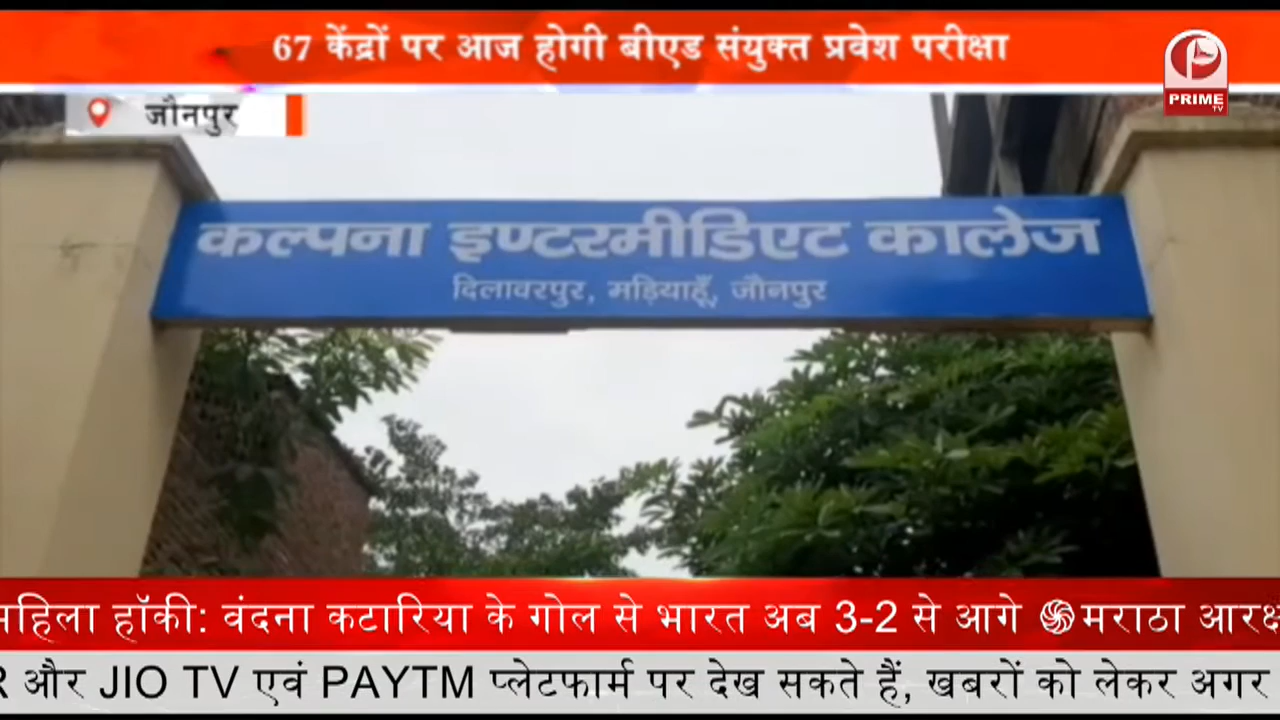 67 केंद्रों पर आज होगी बीएड संयुक्त प्रवेश परीक्षा
PRIME
TV
जौनपुर
कल्पना इण्टरमीडिएट कालेज
दिलावरपुर, मड़ियाहूँ, जौनपुर
महिला हॉकी: वंदना कटारिया के गोल से भारत अब 3-2 से आगे मराठा आरक्ष
R और JIO TV एवं PAYTM प्लेटफार्म पर देख सकते हैं, खबरों को लेकर अगर